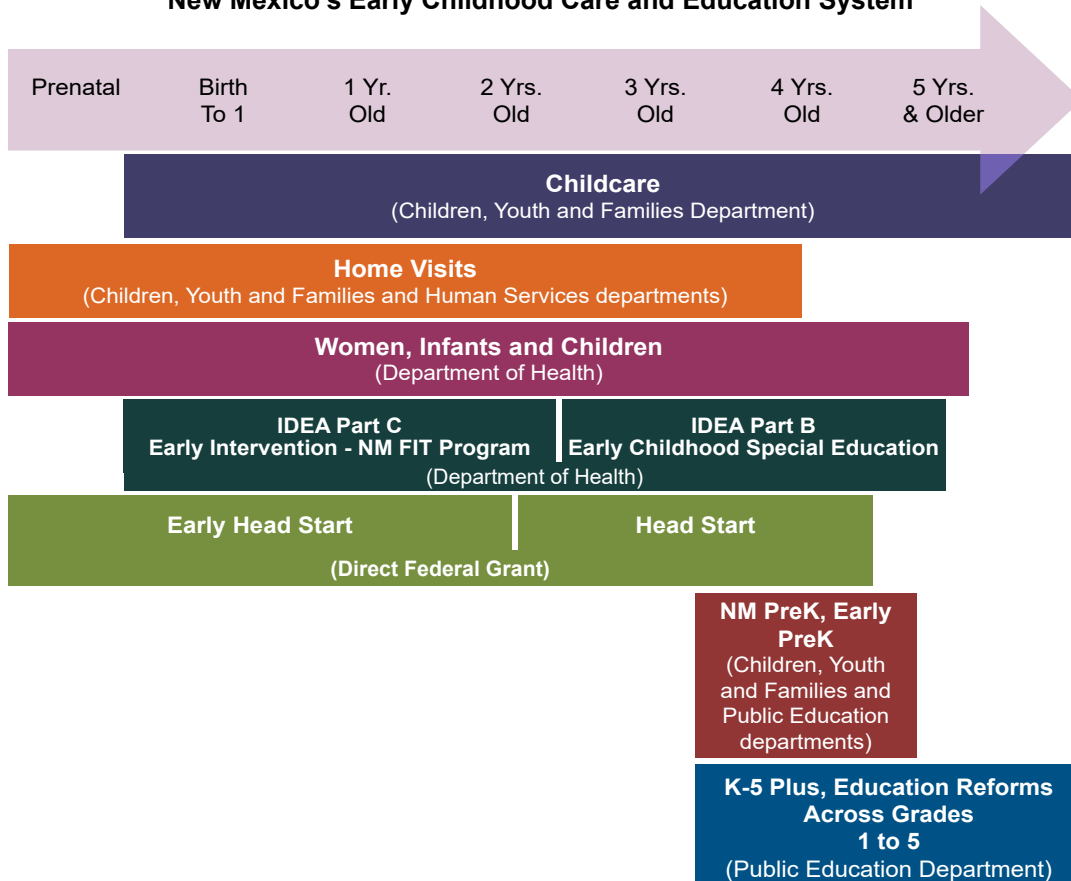 New Mexico's Early Childhood Care and Education System
Prenatal
Birth
To 1
1 Yr.
Old
2 Yrs.
Old
3 Yrs.
Old
4 Yrs.
Old
5 Yrs.
& Older
Childcare
(Children, Youth and Families Department)
Home Visits
(Children, Youth and Families and Human Services departments)
Women, Infants and Children
(Department of Health)
IDEA Part C
Early Intervention - NM FIT Program
IDEA Part B
Early Childhood Special Education
(Department of Health)
Early Head Start
Head Start
(Direct Federal Grant)
NM PreK, Early
PreK
(Children, Youth
and Families and
Public Education
departments)
K-5 Plus, Education Reforms
Across Grades
1 to 5
(Public Education Department)